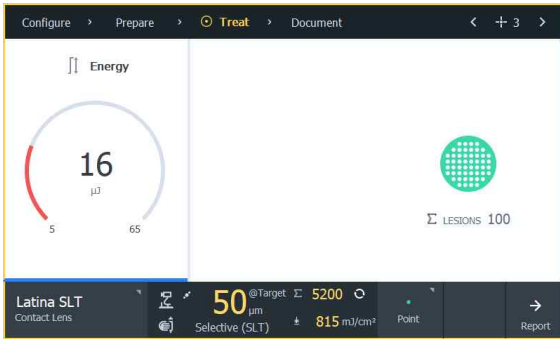 Configure > Prepare > Treat > Document < 3 >
Energy
16
µJ
5 65
Σ LESIONS 100
Latina SLT
Contact Lens
50 @Target
µm
Selective (SLT)
Σ 5200
815 mJ/cm²
Point
Report